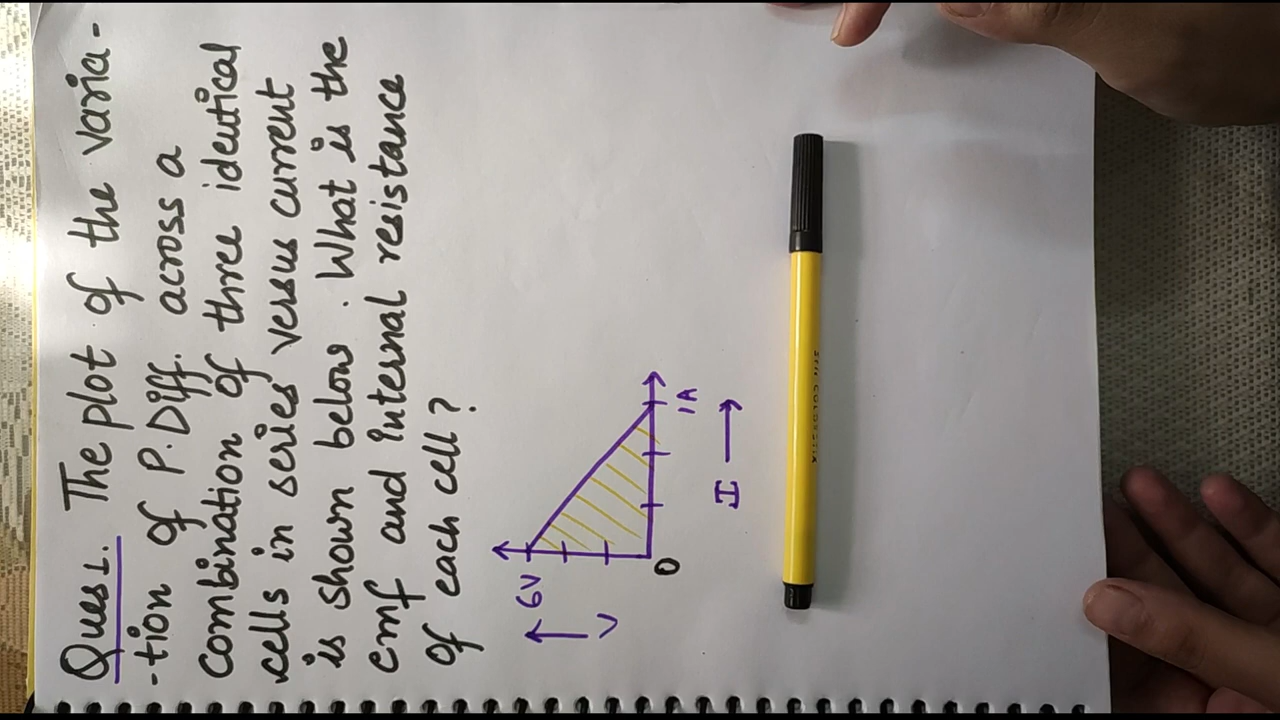 Ques1. The plot of the varia-
-tion of P.Diff. across a
combination of three identical
cells in series versus current
is shown below. What is the
emf and Internal resistance
of each cell?
6V
V
0
1A
I